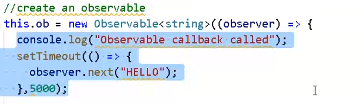 //create an observable
this.ob = new Observable<string>((observer) => {
console.log("Observable callback called");
setTimeout(() => {
observer.next("HELLO");
},5000);